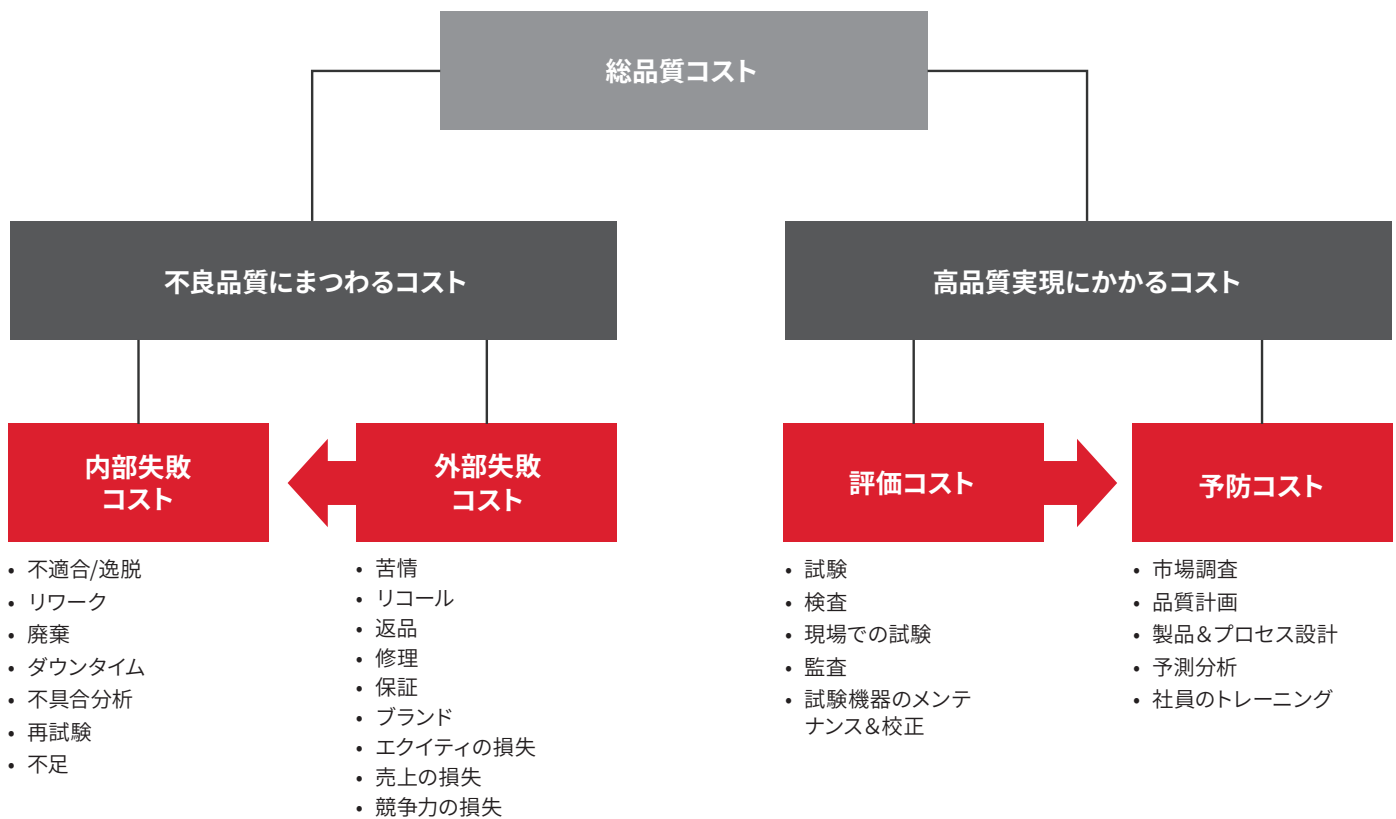 総品質コスト
不良品質にまつわるコスト
高品質実現にかかるコスト
内部失敗
コスト
外部失敗
コスト
評価コスト
予防コスト
• 不適合/逸脱
• リワーク
• 廃棄
• ダウンタイム
• 不具合分析
• 再試験
• 不足
• 苦情
• リコール
• 返品
• 修理
• 保証
• ブランド
• エクイティの損失
• 売上の損失
• 競争力の損失
• 試験
• 検査
• 現場での試験
• 監査
• 試験機器のメンテ
ナンス&校正
• 市場調査
• 品質計画
• 製品&プロセス設計
• 予測分析
• 社員のトレーニング